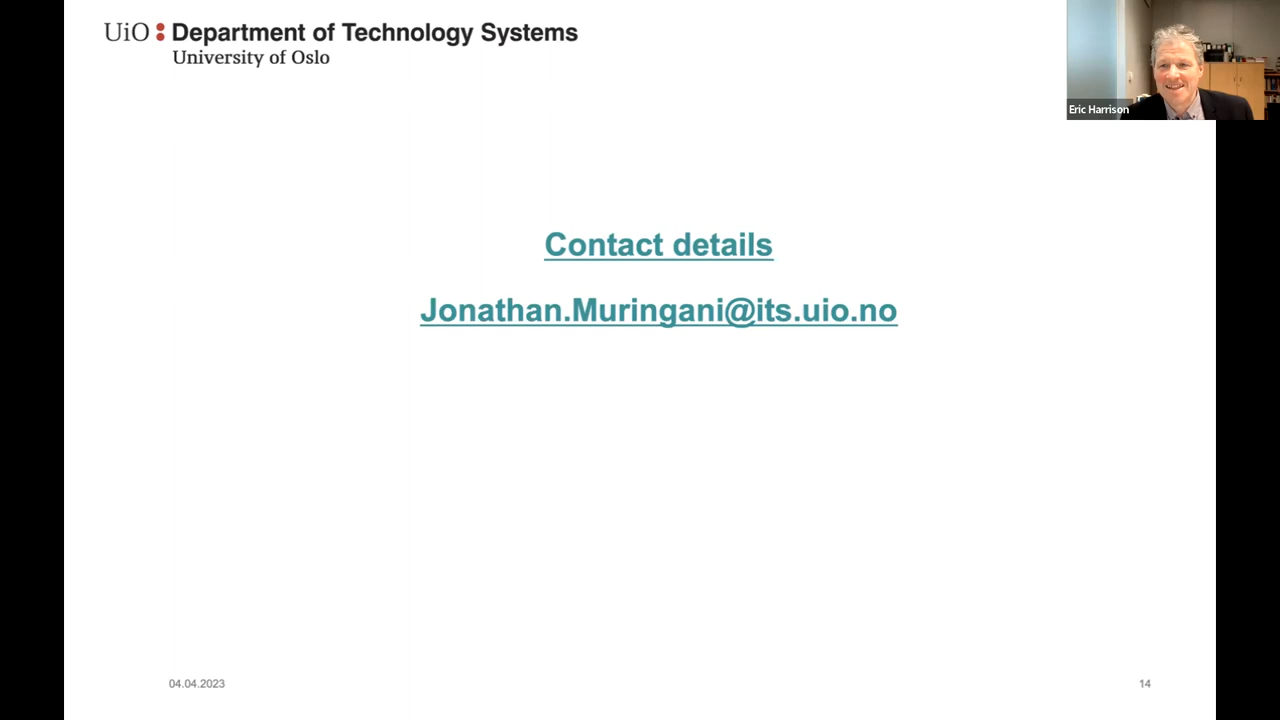 UiO : Department of Technology Systems
University of Oslo
Eric Harrison
Contact details
Jonathan.Muringani@its.uio.no
04.04.2023
14